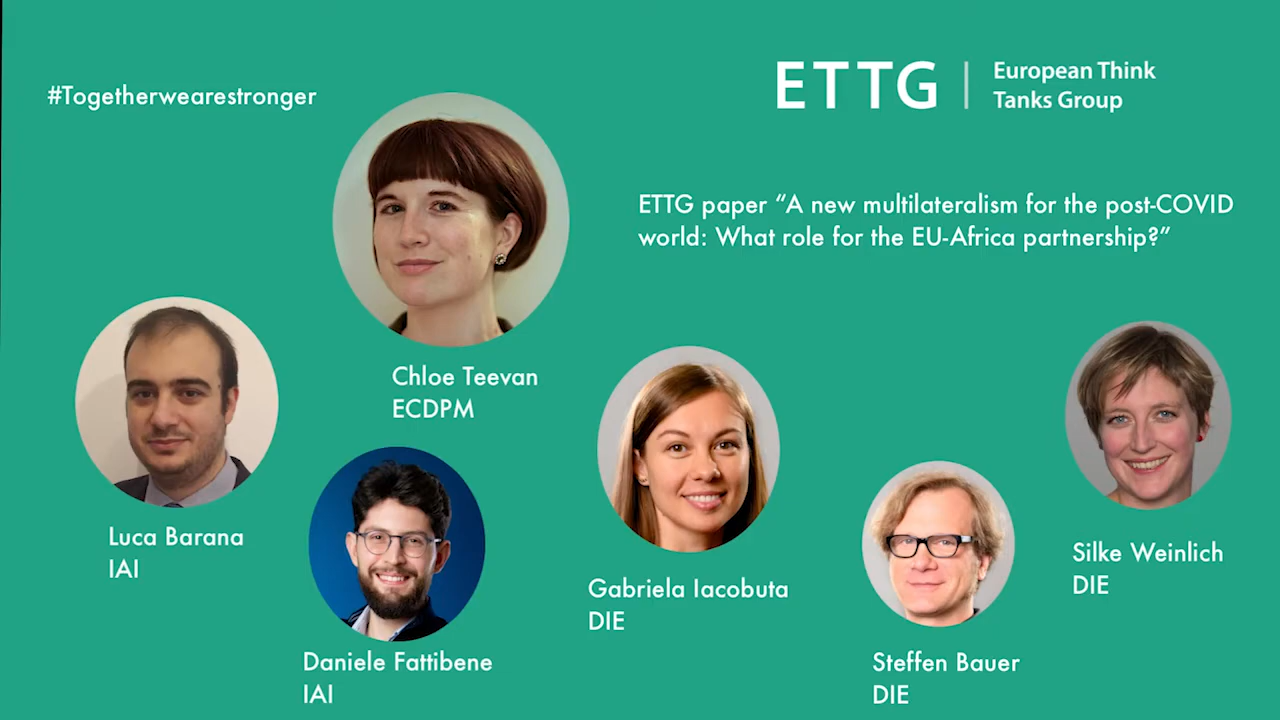 #Togetherwearestronger
ETTG
European Think
Tanks Group
ETTG paper “A new multilateralism for the post-COVID
world: What role for the EU-Africa partnership?”
Chloe Teevan
ECDPM
Luca Barana
IAI
Daniele Fattibene
IAI
Gabriela Iacobuta
DIE
Steffen Bauer
DIE
Silke Weinlich
DIE